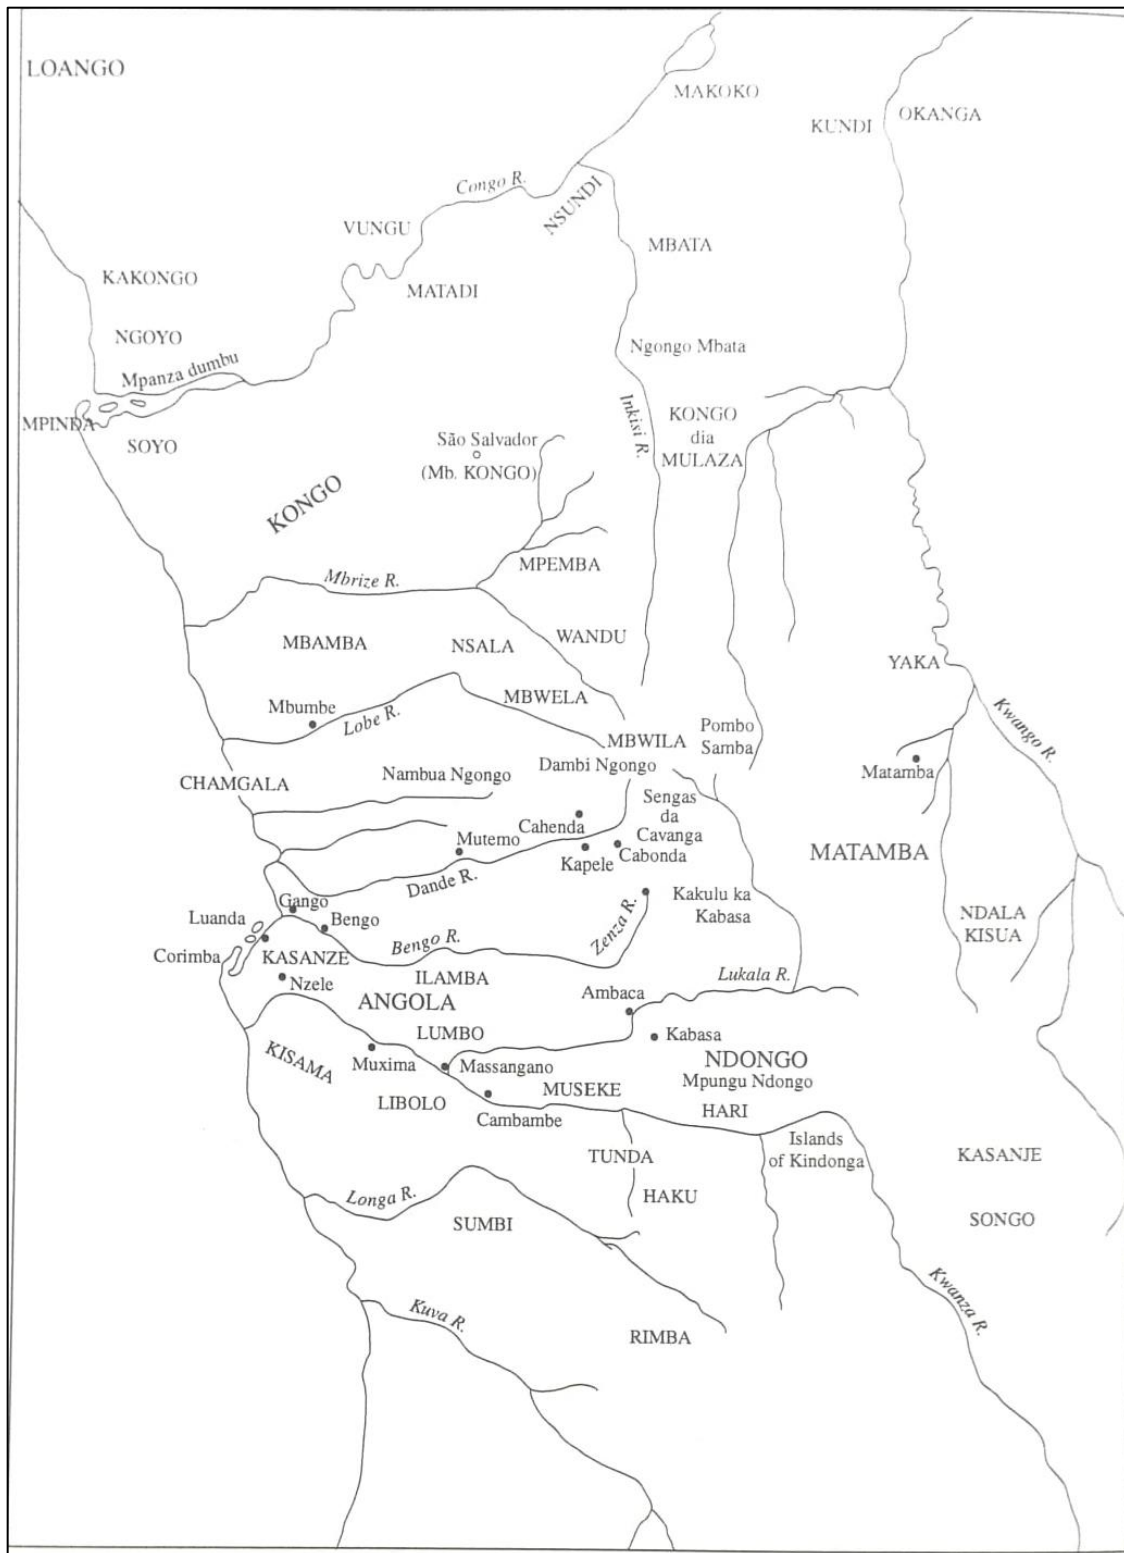 LOANGO
MAKOKO
KUNDI
OKANGA
Congo R.
NSUNDI
VUNGU
MBATA
KAKONGO
MATADI
NGOYO
Ngongo Mbata
Mpanza dumbu
Inkisi R.
MPINDA
SOYO
KONGO
dia
MULAZA
São Salvador
(Mb. KONGO)
KONGO
MPEMBA
Mbrize R.
MBAMBA
NSALA
WANDU
YAKA
MBWELA
Mbumbe
Lobe R.
Kwango R.
MBWILA
Pombo
Samba
Dambi Ngongo
Matamba
CHAMGALA
Nambua Ngongo
Sengas
da
Cavanga
Cahenda
Mutemo
Kapele
Cabonda
MATAMBA
Dande R.
Kakulu ka
Kabasa
Gango
Luanda
Bengo
Zenza R.
NDALA
KISUA
Bengo R.
Corimba
KASANZE
Nzele
ILAMBA
Lukala R.
ANGOLA
Ambaca
LUMBO
Kabasa
KISAMA
Muxima
Massangano
NDONGO
Mpungu Ndongo
MUSEKE
LIBOLO
Cambambe
HARI
Islands
of Kindonga
TUNDA
KASANJE
HAKU
Longa R.
SUMBI
SONGO
Kwanza R.
Kuva R.
RIMBA